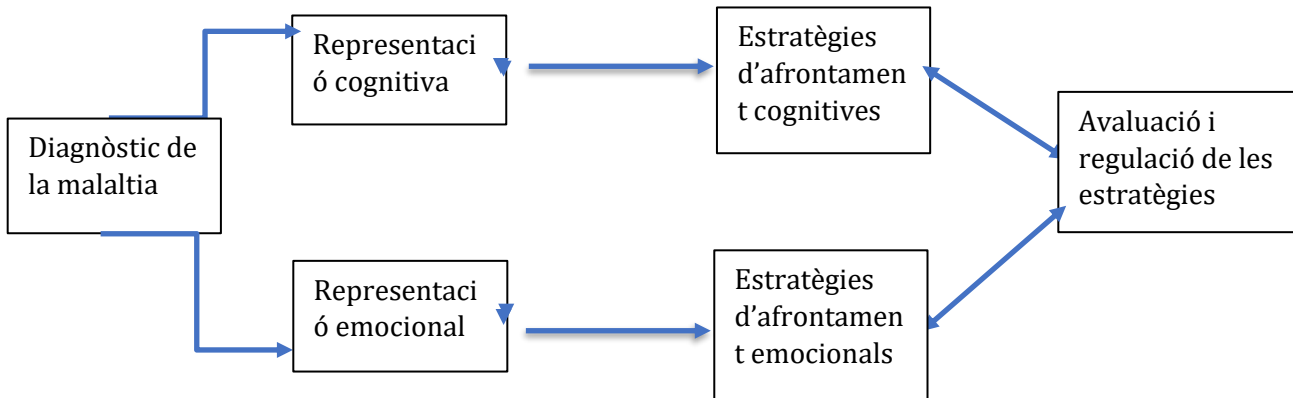 Diagnòstic de
la malaltia
Representaci
ó cognitiva
Estratègies
d’afrontamen
t cognitives
Representaci
ó emocional
Estratègies
d’afrontamen
t emocionals
Avaluació i
regulació de les
estratègies